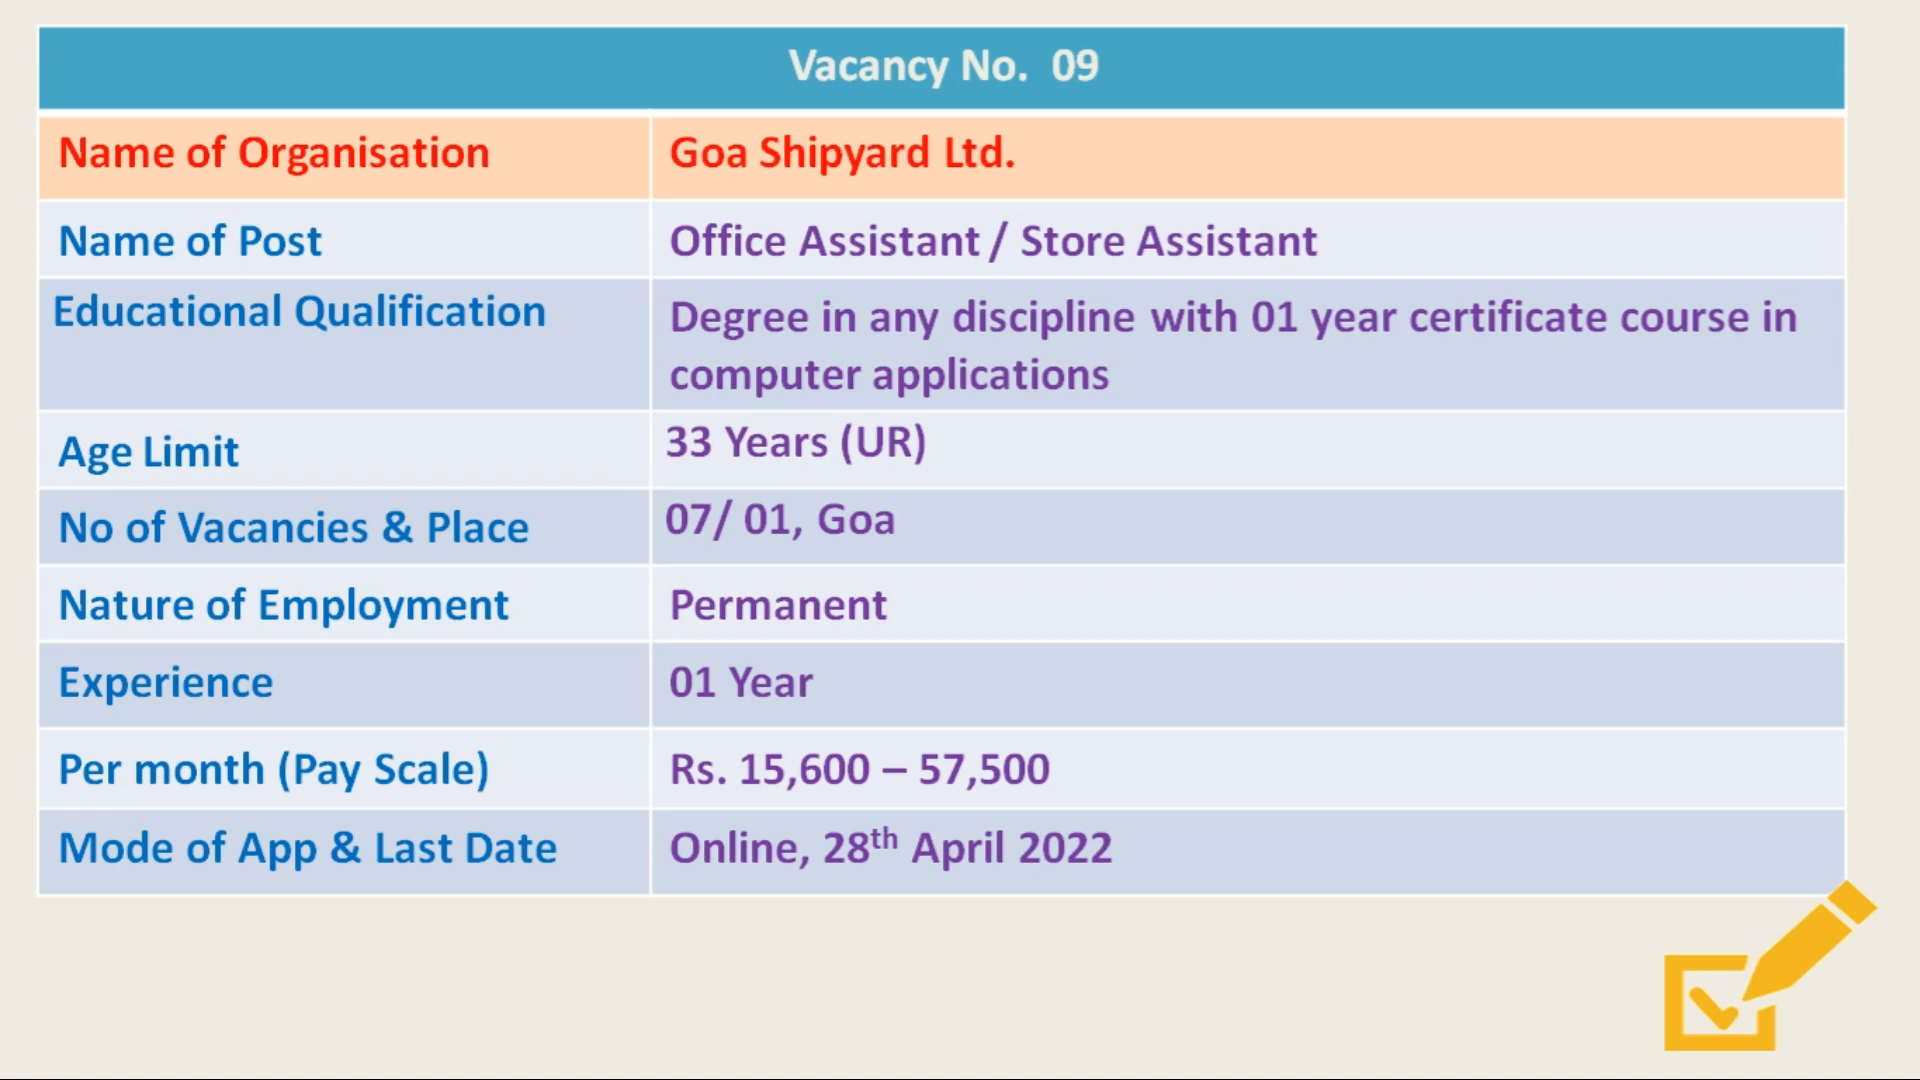 Vacancy No. 09
Name of Organisation Goa Shipyard Ltd.
Name of Post Office Assistant / Store Assistant
Educational Qualification Degree in any discipline with 01 year certificate course in
computer applications
Age Limit 33 Years (UR)
No of Vacancies & Place 07/ 01, Goa
Nature of Employment Permanent
Experience 01 Year
Per month (Pay Scale) Rs. 15,600 – 57,500
Mode of App & Last Date Online, 28th April 2022